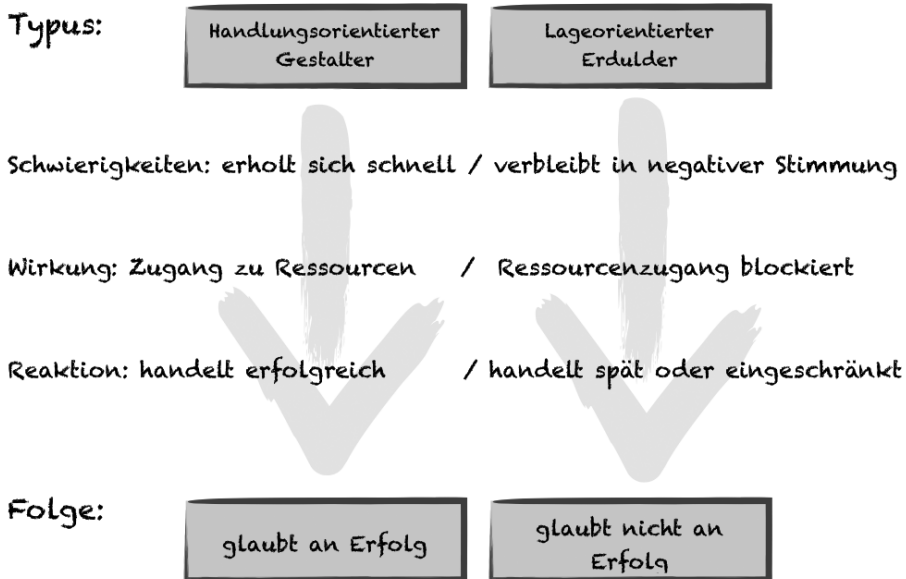 Typus:
Handlungsorientierter
Gestalter
Lageorientierter
Erdulder
Schwierigkeiten: erholt sich schnell / verbleibt in negativer Stimmung
Wirkung: Zugang zu Ressourcen / Ressourcenzugang blockiert
Reaktion: handelt erfolgreich / handelt spät oder eingeschränkt
Folge:
glaubt an Erfolg
glaubt nicht an
Erfolg